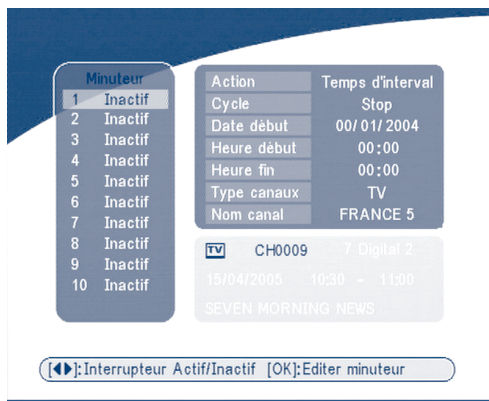 Minuteur
1 Inactif
2 Inactif
3 Inactif
4 Inactif
5 Inactif
6 Inactif
7 Inactif
8 Inactif
9 Inactif
10 Inactif
Action Temps d'interval
Cycle Stop
Date dèbut 00/01/2004
Heure dèbut 00:00
Heure fin 00:00
Type canaux TV
Nom canal FRANCE 5
TV CH0009 7 Digital 2
15/04/2005 10:30 - 11:00
SEVEN MORNING NEWS
[◀▶]:Interrupteur Actif/Inactif [OK]:Editer minuteur